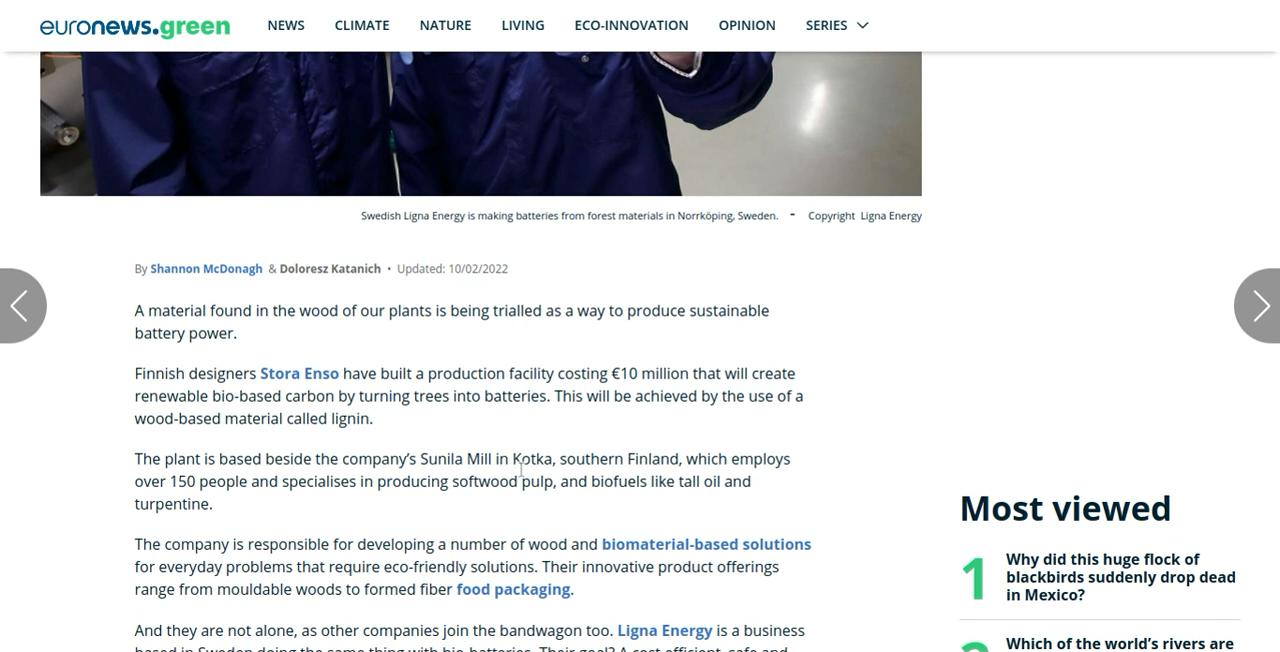 euronews.green NEWS CLIMATE NATURE LIVING ECO-INNOVATION OPINION SERIES
Swedish Ligna Energy is making batteries from forest materials in Norrköping, Sweden. - Copyright Ligna Energy
By Shannon McDonagh & Doloresz Katanich • Updated: 10/02/2022
A material found in the wood of our plants is being trialled as a way to produce sustainable
battery power.
Finnish designers Stora Enso have built a production facility costing €10 million that will create
renewable bio-based carbon by turning trees into batteries. This will be achieved by the use of a
wood-based material called lignin.
The plant is based beside the company’s Sunila Mill in Kotka, southern Finland, which employs
over 150 people and specialises in producing softwood pulp, and biofuels like tall oil and
turpentine.
The company is responsible for developing a number of wood and biomaterial-based solutions
for everyday problems that require eco-friendly solutions. Their innovative product offerings
range from mouldable woods to formed fiber food packaging.
And they are not alone, as other companies join the bandwagon too. Ligna Energy is a business
based in Sweden doing the same thing with bio-batteries. Their goal? A cost efficient, safe and
Most viewed
1 Why did this huge flock of
blackbirds suddenly drop dead
in Mexico?
2 Which of the world’s rivers are